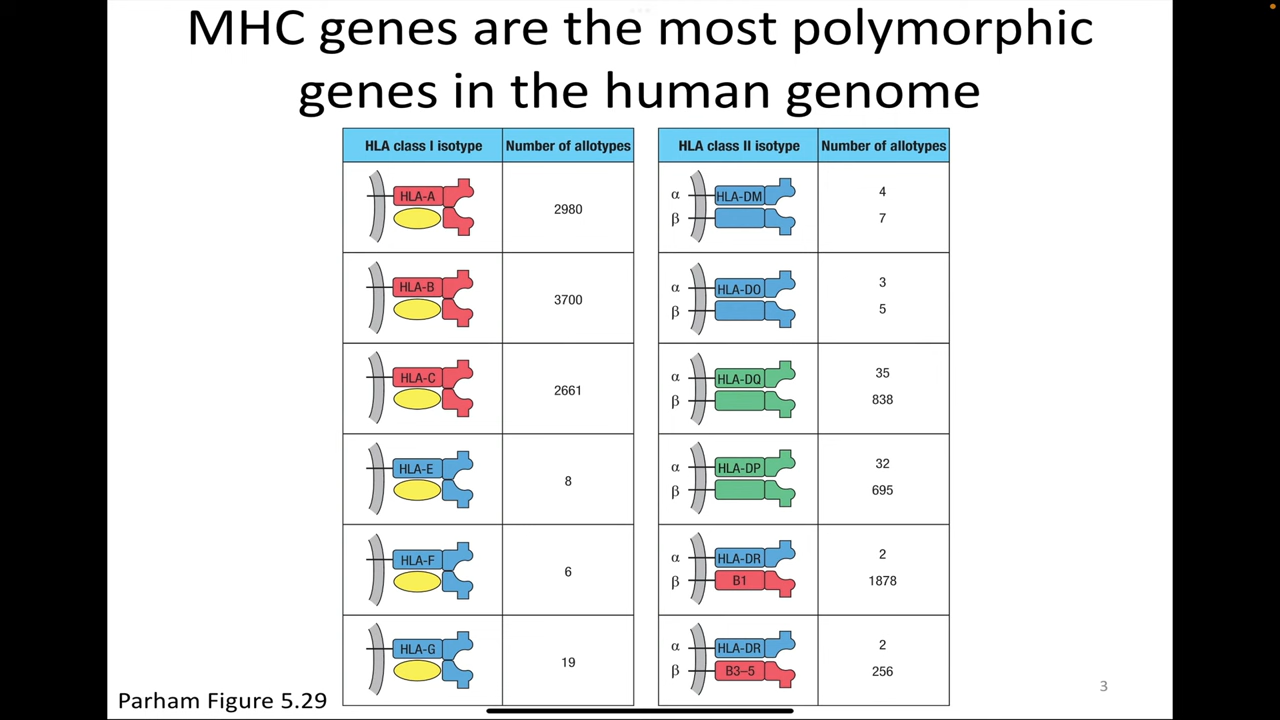 MHC genes are the most polymorphic
genes in the human genome
HLA class I isotype Number of allotypes
HLA-A 2980
HLA-B 3700
HLA-C 2661
HLA-E 8
HLA-F 6
HLA-G 19
HLA class II isotype Number of allotypes
α HLA-DM 4
β 7
α HLA-DO 3
β 5
α HLA-DQ 35
β 838
α HLA-DP 32
β 695
α HLA-DR 2
β B1 1878
α HLA-DR 2
β B3–5 256
Parham Figure 5.29
3